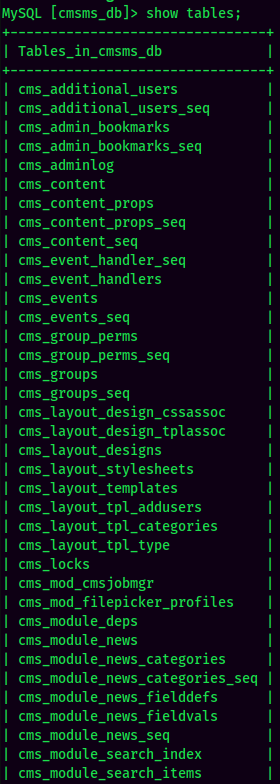 MySQL [cmsms_db]> show tables;
+--------------------------------+
| Tables_in_cmsms_db             |
+--------------------------------+
| cms_additional_users           |
| cms_additional_users_seq       |
| cms_admin_bookmarks            |
| cms_admin_bookmarks_seq        |
| cms_adminlog                   |
| cms_content                    |
| cms_content_props              |
| cms_content_props_seq          |
| cms_content_seq                |
| cms_event_handler_seq          |
| cms_event_handlers             |
| cms_events                     |
| cms_events_seq                 |
| cms_group_perms                |
| cms_group_perms_seq            |
| cms_groups                     |
| cms_groups_seq                 |
| cms_layout_design_cssassoc     |
| cms_layout_design_tplassoc     |
| cms_layout_designs             |
| cms_layout_stylesheets         |
| cms_layout_templates           |
| cms_layout_tpl_addusers        |
| cms_layout_tpl_categories      |
| cms_layout_tpl_type            |
| cms_locks                      |
| cms_mod_cmsjobmgr              |
| cms_mod_filepicker_profiles    |
| cms_module_deps                |
| cms_module_news                |
| cms_module_news_categories     |
| cms_module_news_categories_seq |
| cms_module_news_fielddefs      |
| cms_module_news_fieldvals      |
| cms_module_news_seq            |
| cms_module_search_index        |
| cms_module_search_items        |